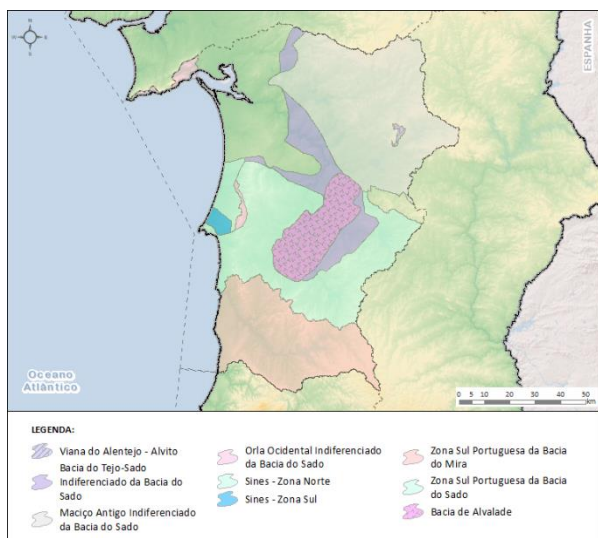 N
W
E
S
ESPANHA
Oceano
Atlântico
0 5 10 20 30 40 50
km
LEGENDA:
Viana do Alentejo - Alvito
Bacia do Tejo-Sado
Indiferenciado da Bacia do
Sado
Maciço Antigo Indiferenciado
da Bacia do Sado
Orla Ocidental Indiferenciado
da Bacia do Sado
Sines - Zona Norte
Sines - Zona Sul
Zona Sul Portuguesa da Bacia
do Mira
Zona Sul Portuguesa da Bacia
do Sado
Bacia de Alvalade